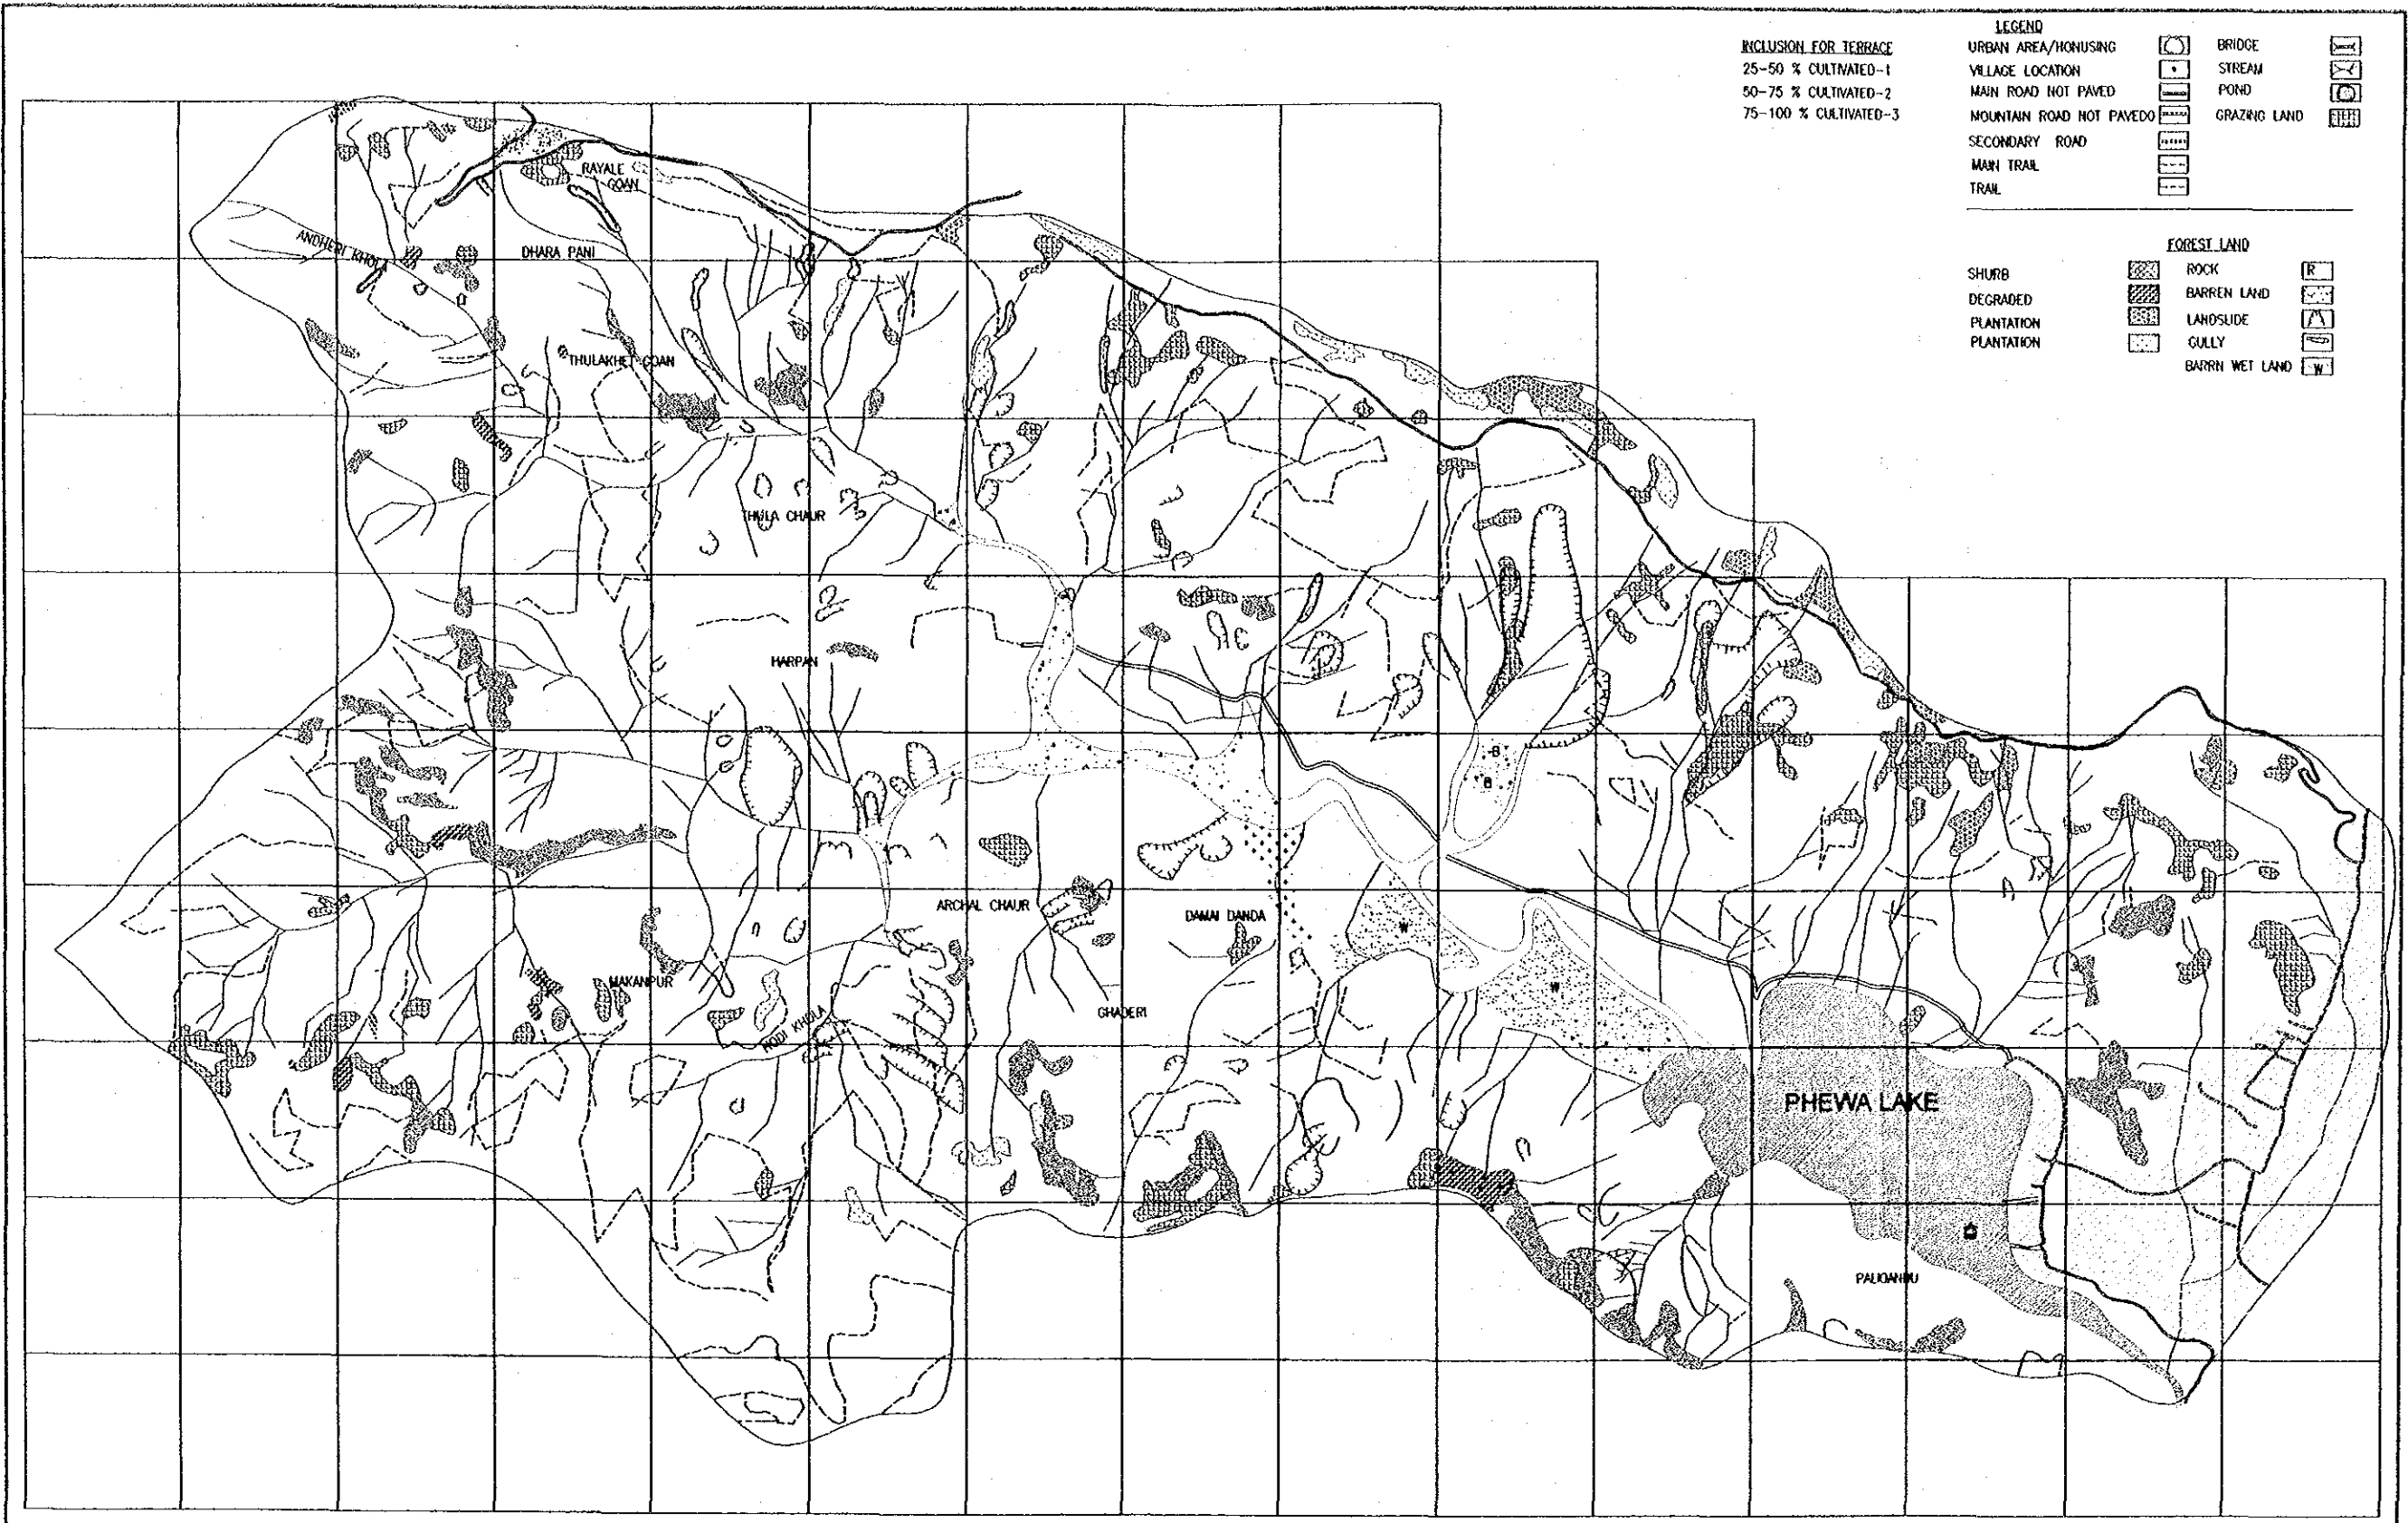 LEGEND
INCLUSION FOR TERRACE
25-50 % CULTIVATED-1
50-75 % CULTIVATED-2
75-100 % CULTIVATED-3
URBAN AREA/HONUSING
VILLAGE LOCATION
MAIN ROAD NOT PAVED
MOUNTAIN ROAD NOT PAVEDO
SECONDARY ROAD
MAIN TRAIL
TRAIL
BRIDGE
STREAM
POND
GRAZING LAND
FOREST LAND
SHURB
DEGRADED
PLANTATION
PLANTATION
ROCK R
BARREN LAND
LANDSLIDE
GULLY
BARRN WET LAND W
RAYALE
GOAN
ANDHERI KHOLA
DHARA PANI
THULAKHET GOAN
THULA CHAUR
HARPAN
B
B
ARCHAL CHAUR
DAMAI DANDA
W
MAKANPUR
W
GHADERI
PHEWA LAKE